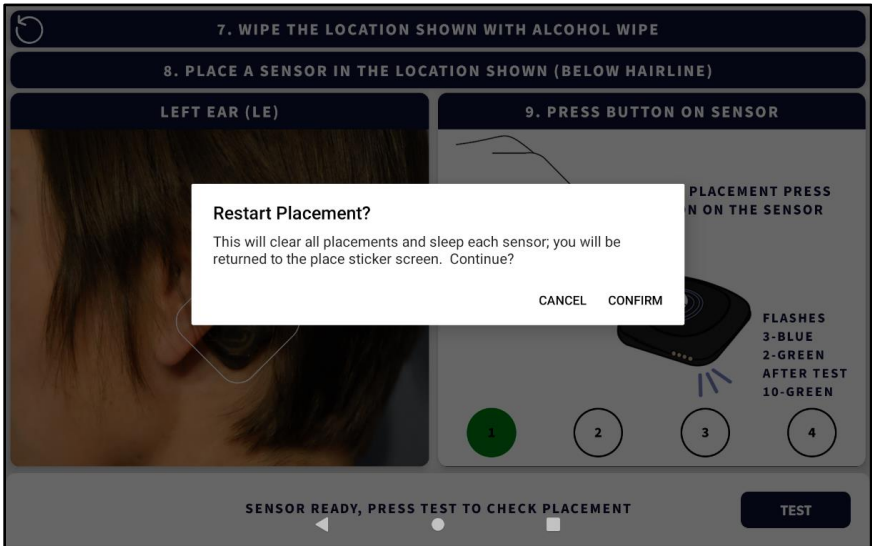 7. WIPE THE LOCATION SHOWN WITH ALCOHOL WIPE
8. PLACE A SENSOR IN THE LOCATION SHOWN (BELOW HAIRLINE)
LEFT EAR (LE)
9. PRESS BUTTON ON SENSOR
PLACEMENT PRESS
ON THE SENSOR
Restart Placement?
This will clear all placements and sleep each sensor; you will be
returned to the place sticker screen. Continue?
CANCEL CONFIRM
FLASHES
3-BLUE
2-GREEN
AFTER TEST
10-GREEN
1 2 3 4
SENSOR READY, PRESS TEST TO CHECK PLACEMENT
TEST